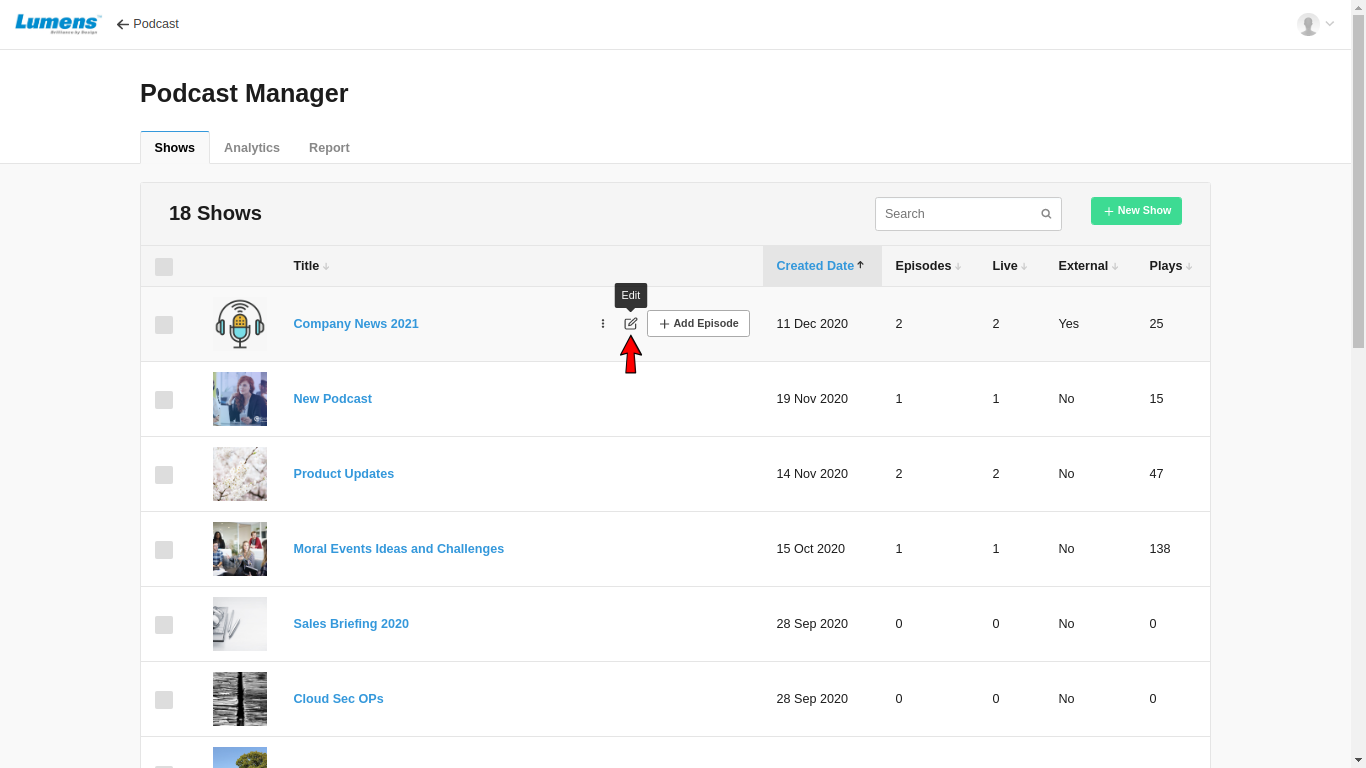 Lumens
Brilliance by Design
Podcast
Podcast Manager
Shows Analytics Report
18 Shows
Search
New Show
Title Created Date Episodes Live External Plays
Edit
Company News 2021 Add Episode 11 Dec 2020 2 2 Yes 25
New Podcast 19 Nov 2020 1 1 No 15
Product Updates 14 Nov 2020 2 2 No 47
Moral Events Ideas and Challenges 15 Oct 2020 1 1 No 138
Sales Briefing 2020 28 Sep 2020 0 0 No 0
Cloud Sec OPs 28 Sep 2020 0 0 No 0